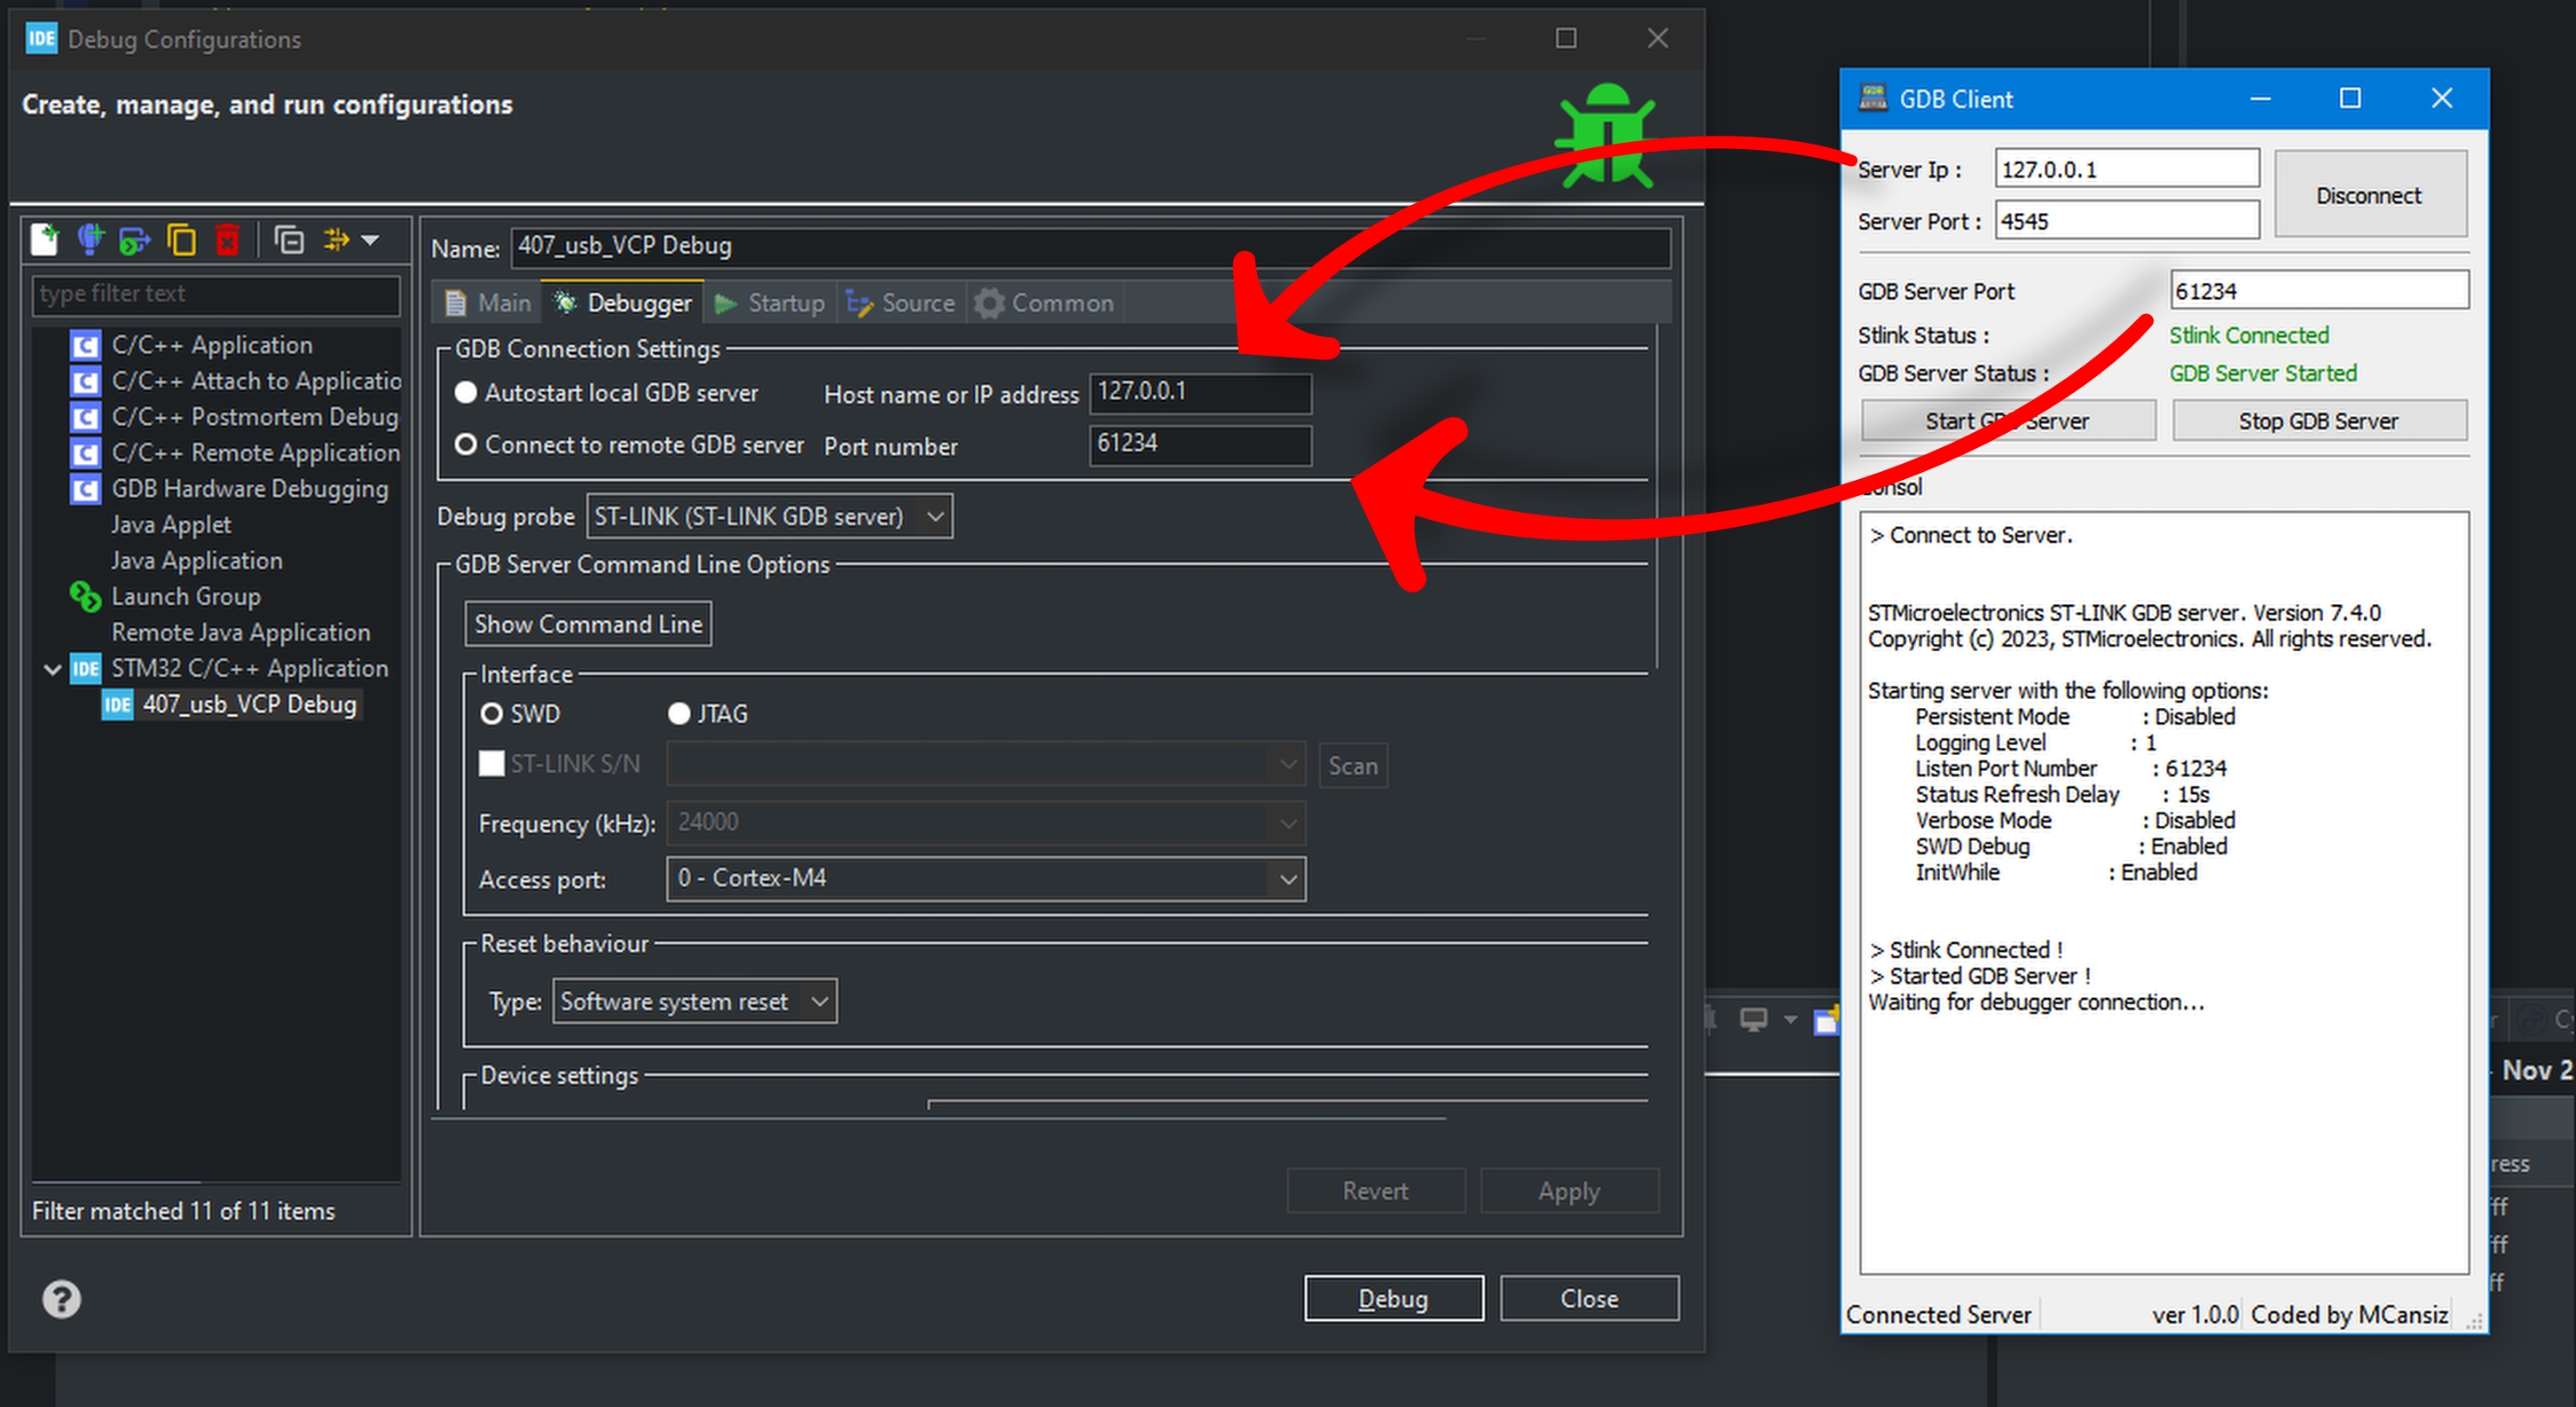 IDE Debug Configurations
Create, manage, and run configurations
type filter text
C/C++ Application
C/C++ Attach to Applicatio
C/C++ Postmortem Debug
C/C++ Remote Application
GDB Hardware Debugging
Java Applet
Java Application
Launch Group
Remote Java Application
IDE STM32 C/C++ Application
IDE 407_usb_VCP Debug
Filter matched 11 of 11 items
Name: 407_usb_VCP Debug
Main Debugger Startup Source Common
GDB Connection Settings
Autostart local GDB server Host name or IP address 127.0.0.1
Connect to remote GDB server Port number 61234
Debug probe ST-LINK (ST-LINK GDB server)
GDB Server Command Line Options
Show Command Line
Interface
SWD JTAG
ST-LINK S/N Scan
Frequency (kHz): 24000
Access port: 0 - Cortex-M4
Reset behaviour
Type: Software system reset
Device settings
Revert Apply
Debug Close
GDB Client
Server Ip : 127.0.0.1
Disconnect
Server Port : 4545
GDB Server Port 61234
Stlink Status : Stlink Connected
GDB Server Status : GDB Server Started
Start GDB Server Stop GDB Server
Consol
> Connect to Server.
STMicroelectronics ST-LINK GDB server. Version 7.4.0
Copyright (c) 2023, STMicroelectronics. All rights reserved.
Starting server with the following options:
Persistent Mode : Disabled
Logging Level : 1
Listen Port Number : 61234
Status Refresh Delay : 15s
Verbose Mode : Disabled
SWD Debug : Enabled
InitWhile : Enabled
> Stlink Connected !
> Started GDB Server !
Waiting for debugger connection...
Connected Server ver 1.0.0 Coded by MCansiz
Nov 2
ress
ff
ff
ff